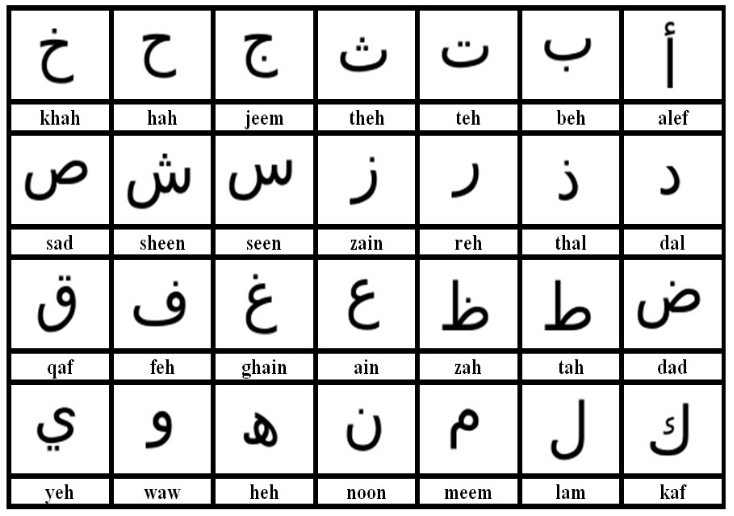 أ ب ت ث ج ح خ
alef beh teh theh jeem hah khah
د ذ ر ز س ش ص
dal thal reh zain seen sheen sad
ض ط ظ ع غ ف ق
dad tah zah ain ghain feh qaf
ك ل م ن ه و ي
kaf lam meem noon heh waw yeh